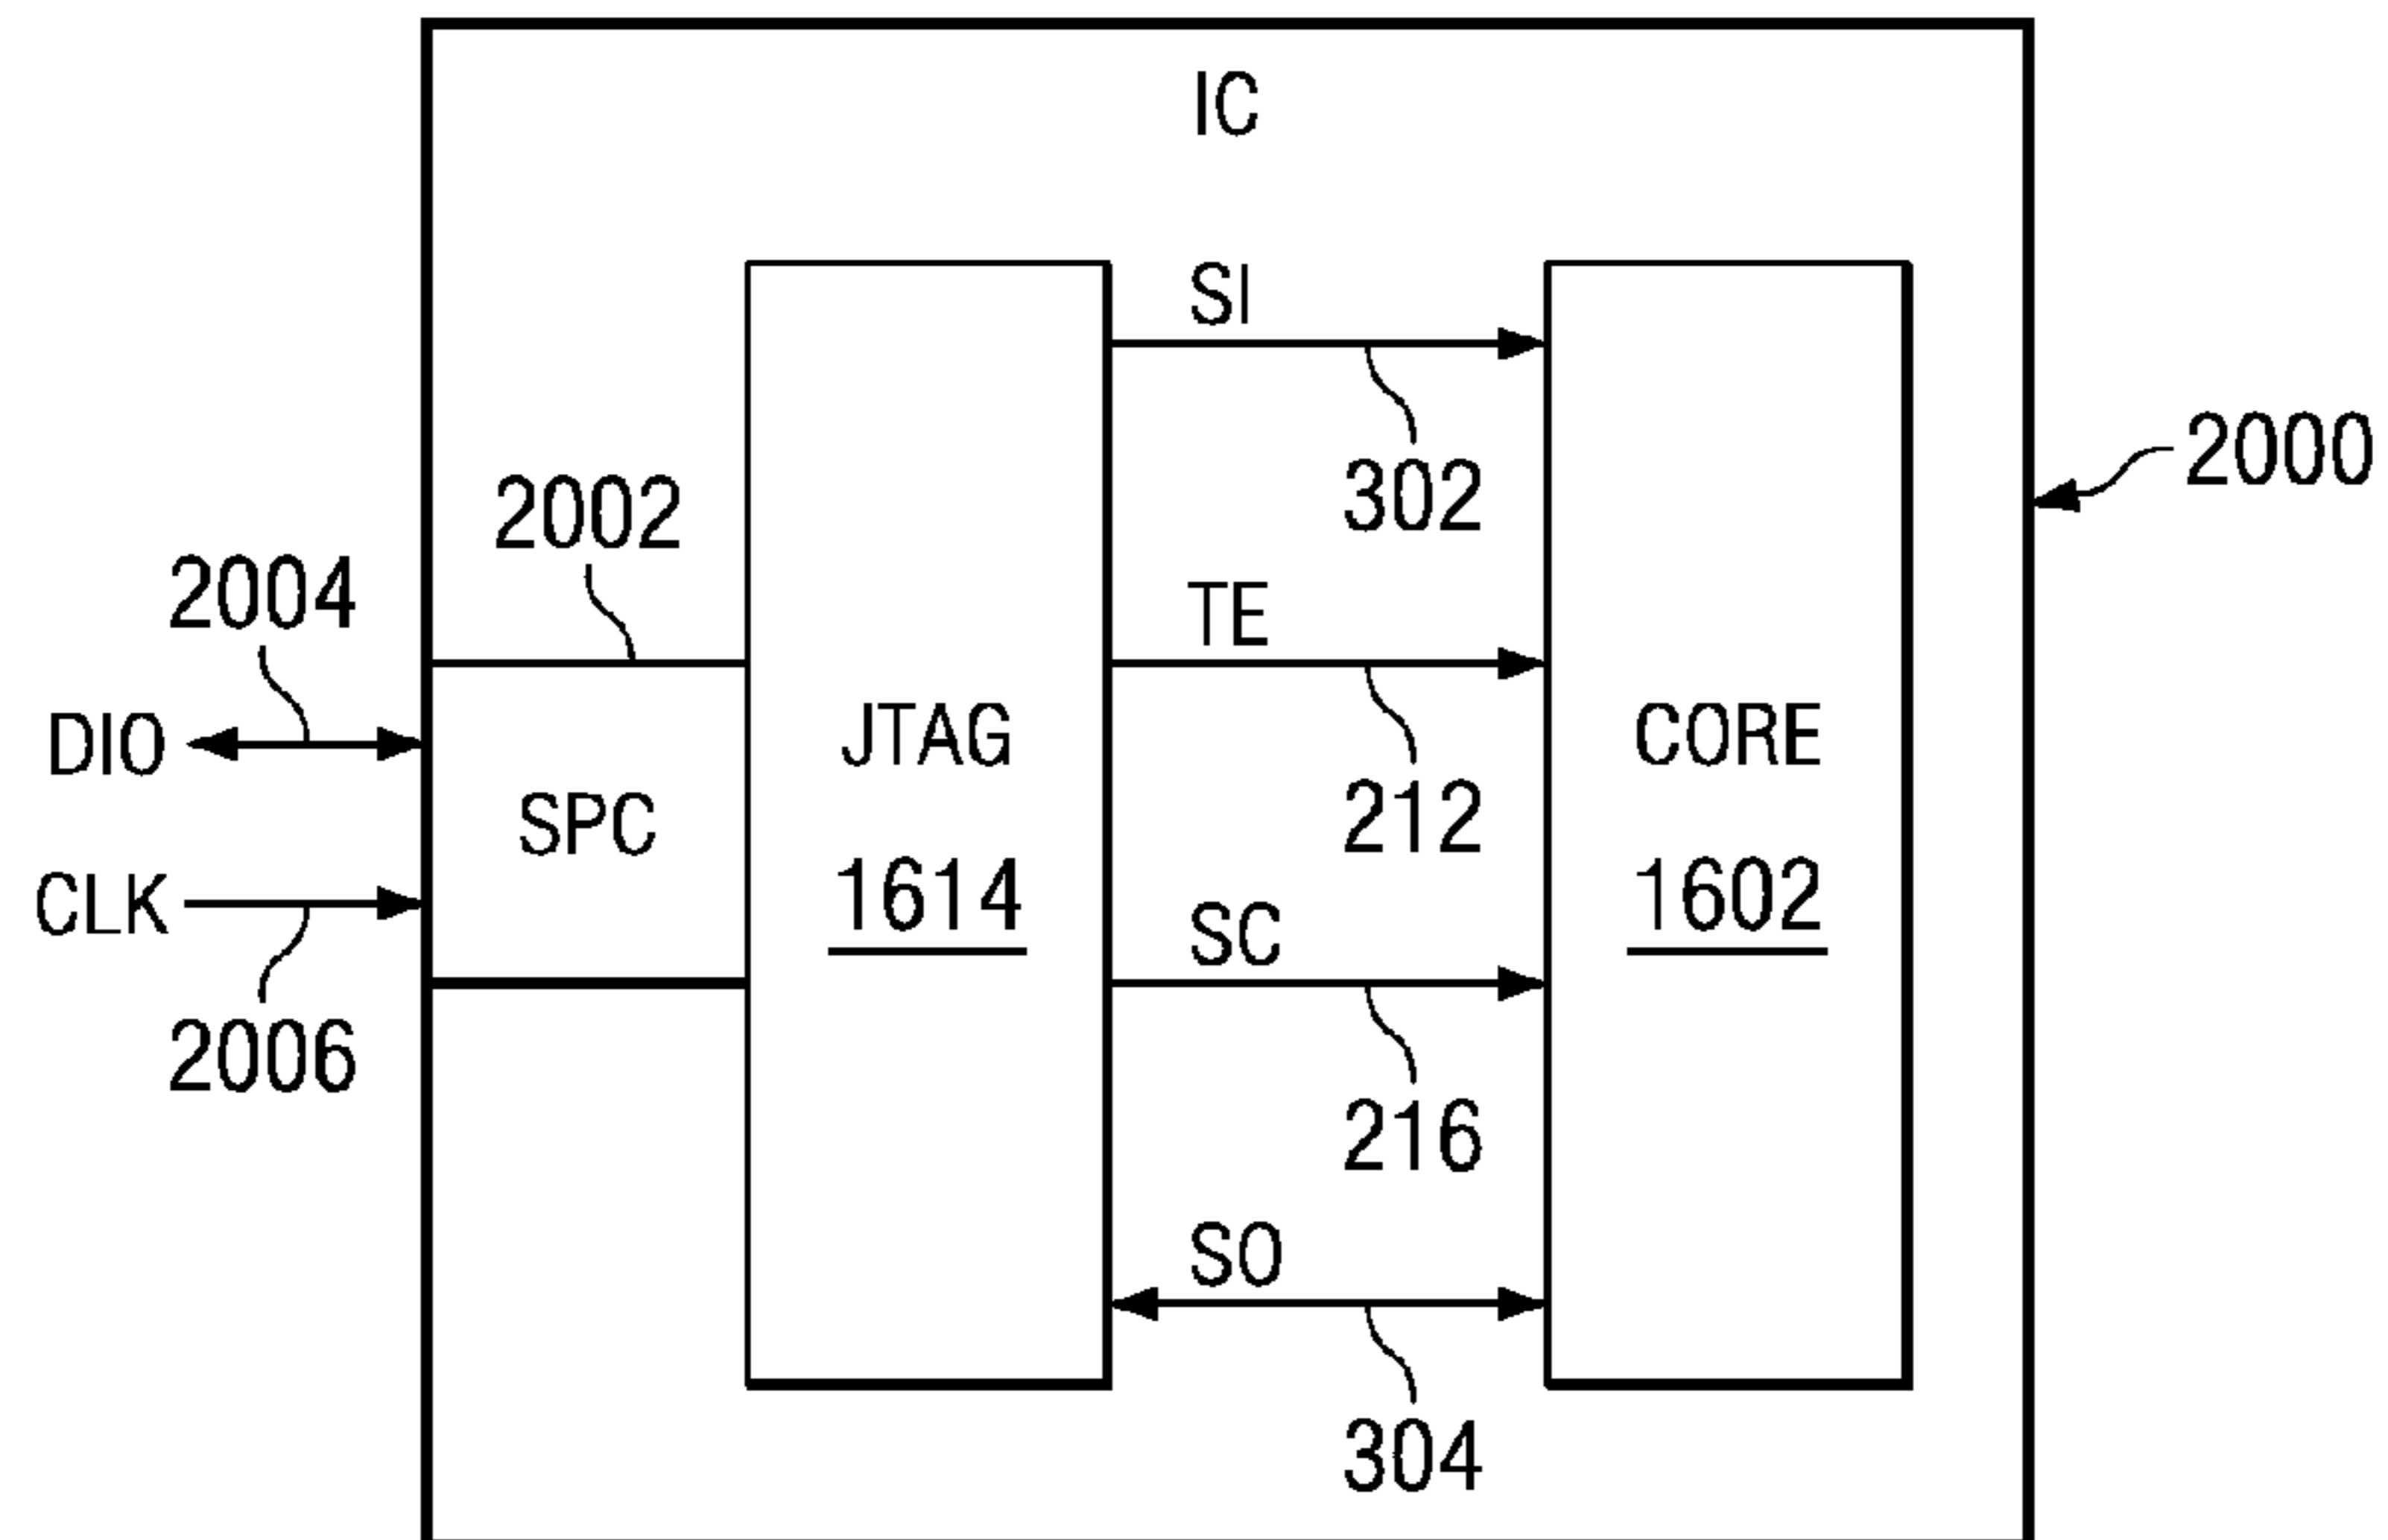 IC
SI
302
2000
2002
2004
TE
DIO
JTAG
CORE
212
SPC
CLK
1614
1602
SC
2006
216
SO
304